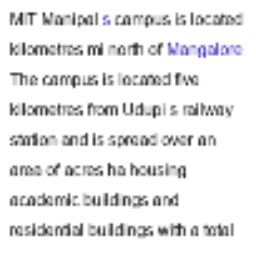 MIT Manipal s campus is located
kilometres mi north of Mangalore
The campus is located five
kilometres from Udupi s railway
station and is spread over an
area of acres ha housing
academic buildings and
residential buildings with a total